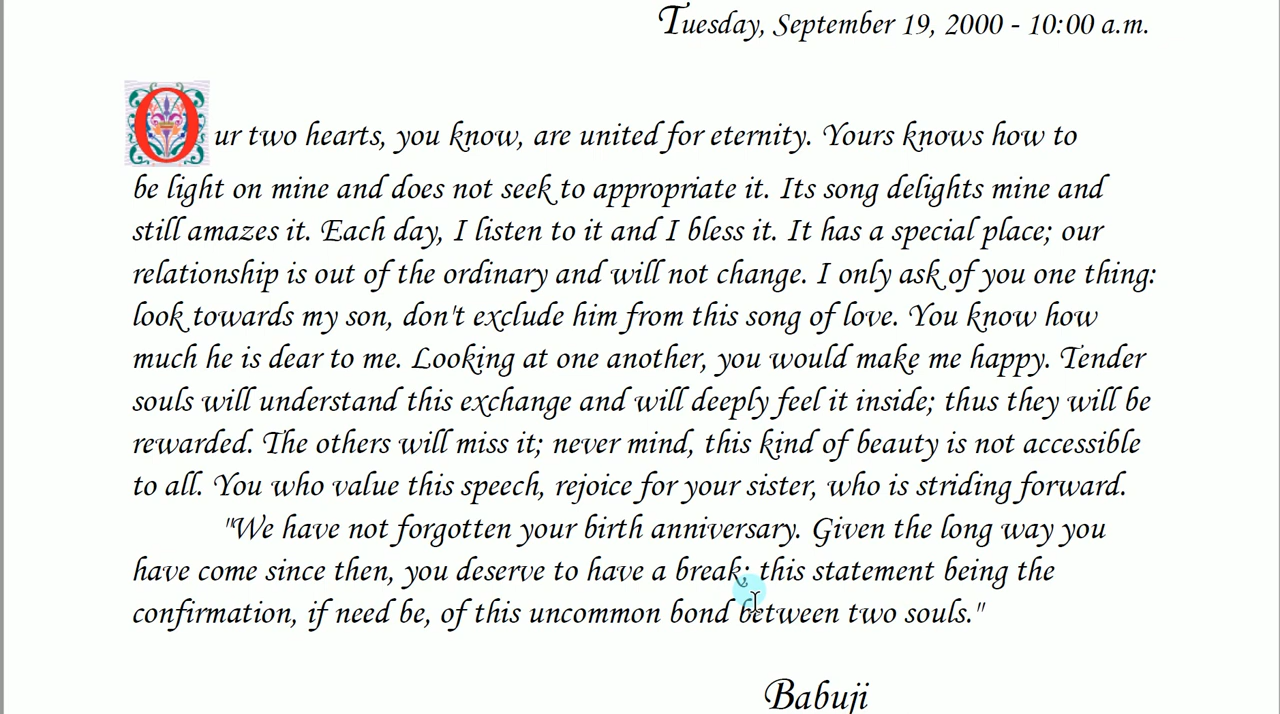 Tuesday, September 19, 2000 - 10:00 a.m.
Our two hearts, you know, are united for eternity. Yours knows how to
be light on mine and does not seek to appropriate it. Its song delights mine and
still amazes it. Each day, I listen to it and I bless it. It has a special place; our
relationship is out of the ordinary and will not change. I only ask of you one thing:
look towards my son, don't exclude him from this song of love. You know how
much he is dear to me. Looking at one another, you would make me happy. Tender
souls will understand this exchange and will deeply feel it inside; thus they will be
rewarded. The others will miss it; never mind, this kind of beauty is not accessible
to all. You who value this speech, rejoice for your sister, who is striding forward.
"We have not forgotten your birth anniversary. Given the long way you
have come since then, you deserve to have a break; this statement being the
confirmation, if need be, of this uncommon bond between two souls."
Babuji